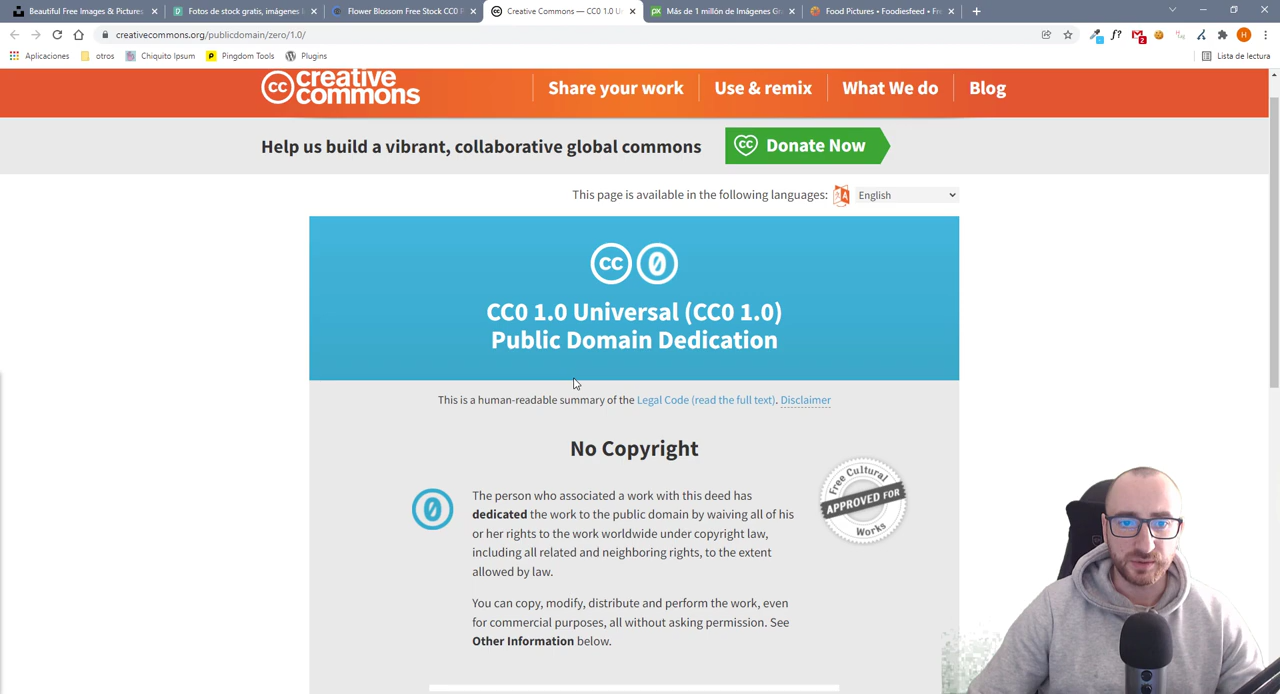 Beautiful Free Images & Pictures
Fotos de stock gratis, imágenes
Flower Blossom Free Stock CC0 P
Creative Commons — CC0 1.0 U
Más de 1 millón de Imágenes Gr
Food Pictures • Foodiesfeed • Fr
creativecommons.org/publicdomain/zero/1.0/
Aplicaciones
otros
Chiquito Ipsum
Pingdom Tools
Plugins
Lista de lectura
creative commons
Share your work
Use & remix
What We do
Blog
Help us build a vibrant, collaborative global commons
Donate Now
This page is available in the following languages:
English
CC0 1.0 Universal (CC0 1.0)
Public Domain Dedication
This is a human-readable summary of the Legal Code (read the full text). Disclaimer
No Copyright
The person who associated a work with this deed has
dedicated the work to the public domain by waiving all of his
or her rights to the work worldwide under copyright law,
including all related and neighboring rights, to the extent
allowed by law.
Free Cultural
APPROVED FOR
Works
You can copy, modify, distribute and perform the work, even
for commercial purposes, all without asking permission. See
Other Information below.